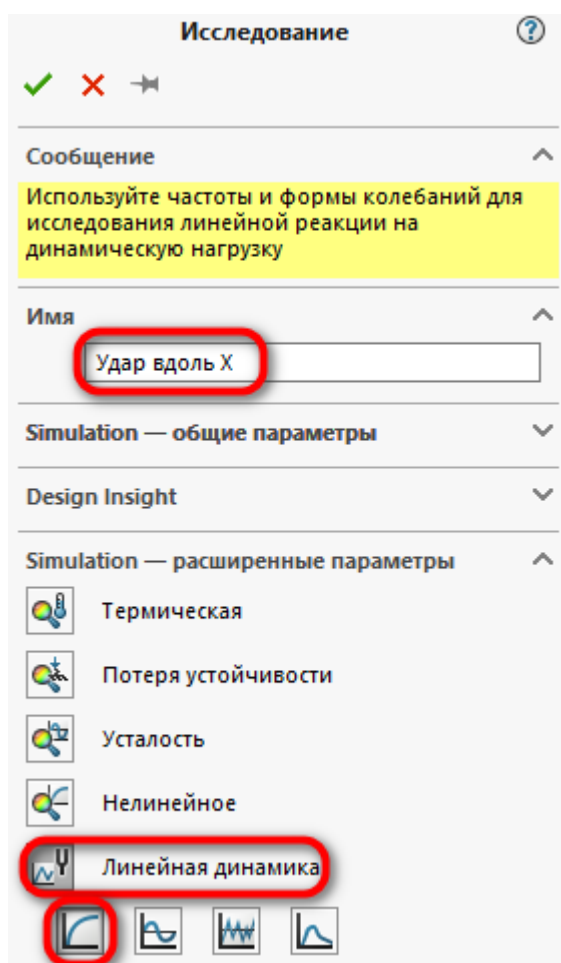 Исследование
Сообщение
Используйте частоты и формы колебаний для
исследования линейной реакции на
динамическую нагрузку
Имя
Удар вдоль X
Simulation — общие параметры
Design Insight
Simulation — расширенные параметры
Термическая
Потеря устойчивости
Усталость
Нелинейное
Линейная динамика